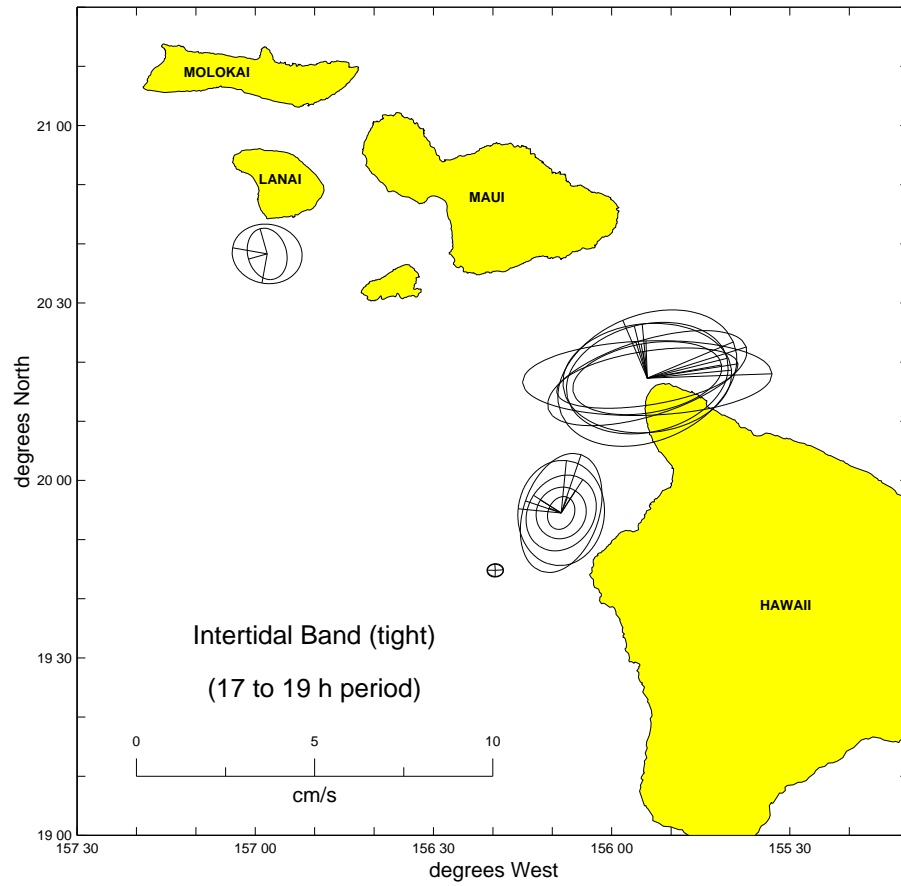 MOLOKAI
21 00
LANAI
MAUI
20 30
degrees North
20 00
HAWAII
Intertidal Band (tight)
(17 to 19 h period)
19 30
0 5 10
cm/s
19 00
157 30 157 00 156 30 156 00 155 30
degrees West